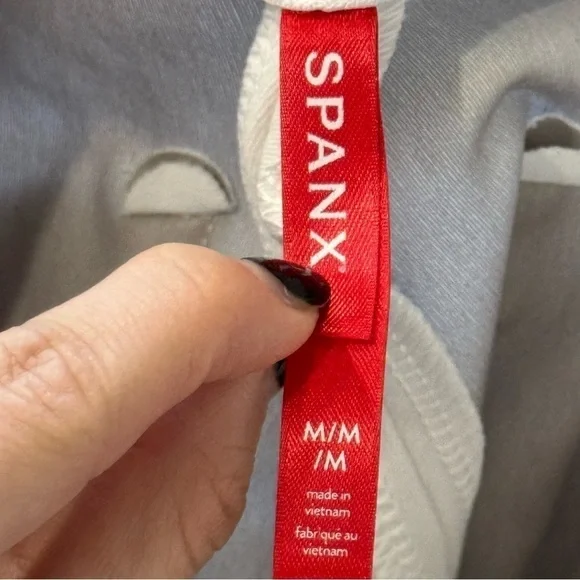 SPANX
M/M
/M
made in
vietnam
fabriqué au
vietnam